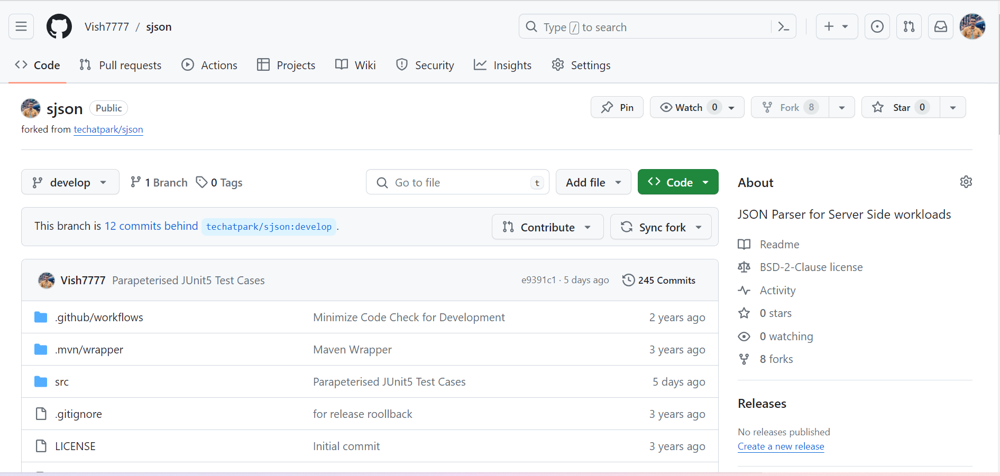 Vish7777 / sjson
Type / to search
Code Pull requests Actions Projects Wiki Security Insights Settings
sjson Public
Pin Watch 0 Fork 8 Star 0
forked from techatpark/sjson
develop 1 Branch 0 Tags Go to file t Add file Code
About
JSON Parser for Server Side workloads
This branch is 12 commits behind techatpark/sjson:develop . Contribute Sync fork
Readme
BSD-2-Clause license
Activity
0 stars
0 watching
8 forks
Vish7777 Parapeterised JUnit5 Test Cases e9391c1 · 5 days ago 245 Commits
.github/workflows Minimize Code Check for Development 2 years ago
.mvn/wrapper Maven Wrapper 3 years ago
src Parapeterised JUnit5 Test Cases 5 days ago
.gitignore for release roollback 3 years ago
LICENSE Initial commit 3 years ago
Releases
No releases published
Create a new release